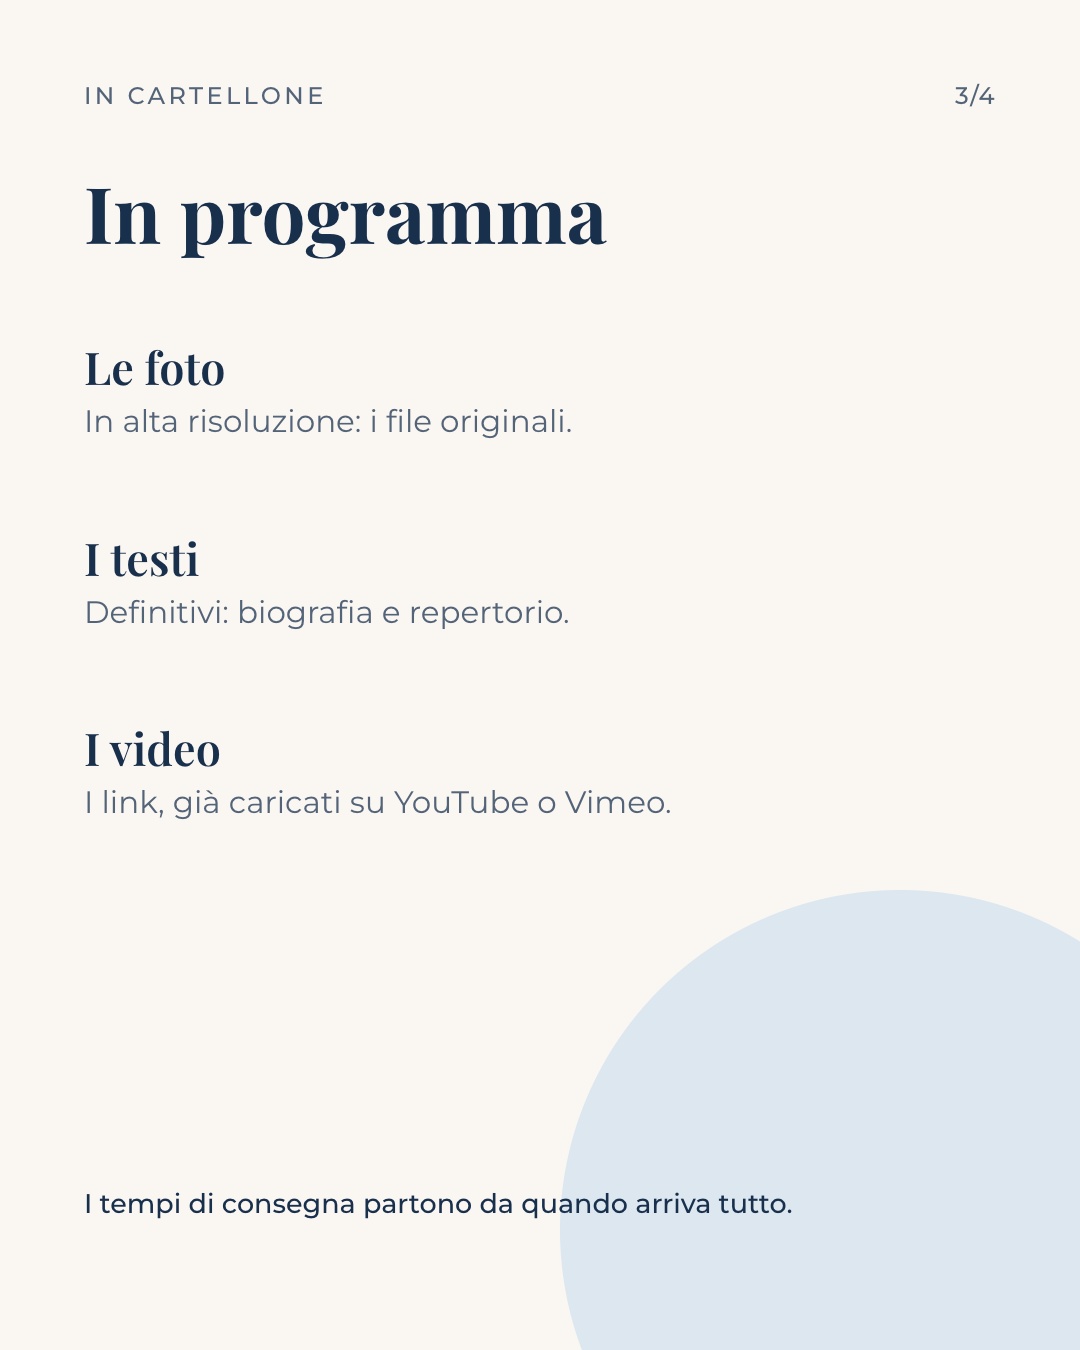 IN CARTELLONE
3/4
In programma
Le foto
In alta risoluzione: i file originali.
I testi
Definitivi: biografia e repertorio.
I video
I link, già caricati su YouTube o Vimeo.
I tempi di consegna partono da quando arriva tutto.